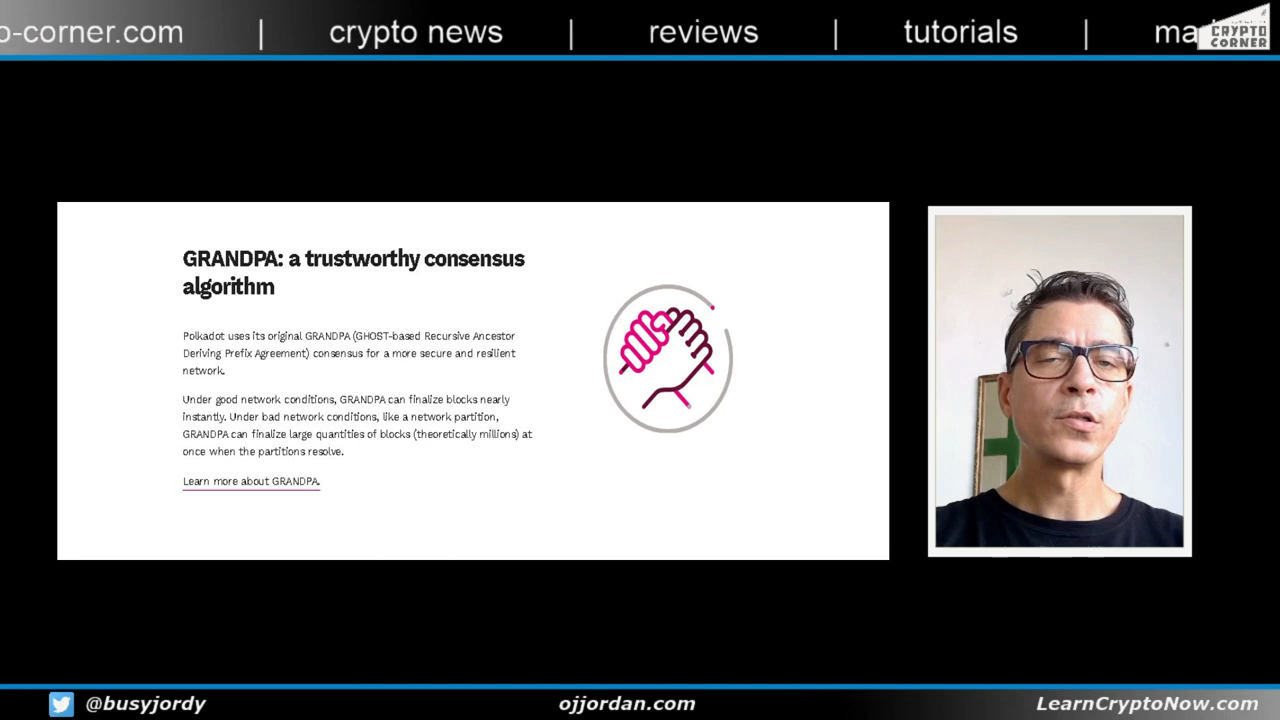 o-corner.com | crypto news | reviews | tutorials | ma
CRYPTO
CORNER
GRANDPA: a trustworthy consensus
algorithm
Polkadot uses its original GRANDPA (GHOST-based Recursive Ancestor
Deriving Prefix Agreement) consensus for a more secure and resilient
network.
Under good network conditions, GRANDPA can finalize blocks nearly
instantly. Under bad network conditions, like a network partition,
GRANDPA can finalize large quantities of blocks (theoretically millions) at
once when the partitions resolve.
Learn more about GRANDPA.
@busyjordy
ojjordan.com
LearnCryptoNow.com